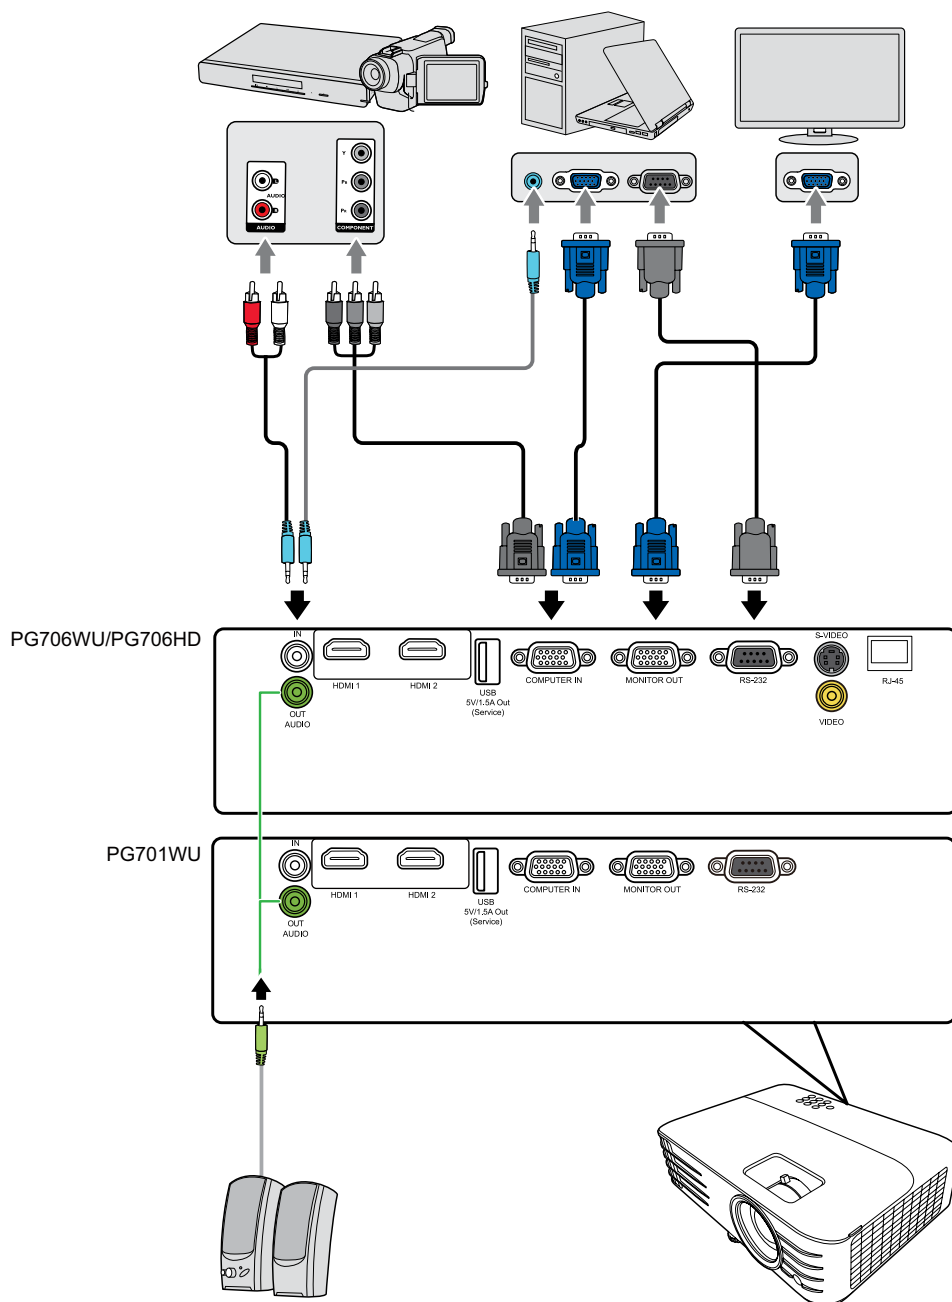 Y
PB
PR
AUDIO
AUDIO
COMPONENT
PG706WU/PG706HD
IN
OUT
AUDIO
HDMI 1
HDMI 2
USB
5V/1.5A Out
(Service)
COMPUTER IN
MONITOR OUT
RS-232
S-VIDEO
VIDEO
RJ-45
PG701WU
IN
OUT
AUDIO
HDMI 1
HDMI 2
USB
5V/1.5A Out
(Service)
COMPUTER IN
MONITOR OUT
RS-232